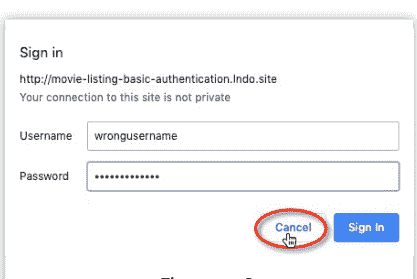 Sign in
http://movie-listing-basic-authentication.lndo.site
Your connection to this site is not private
Username wrongusername
Password •••••••••••••
Cancel Sign In